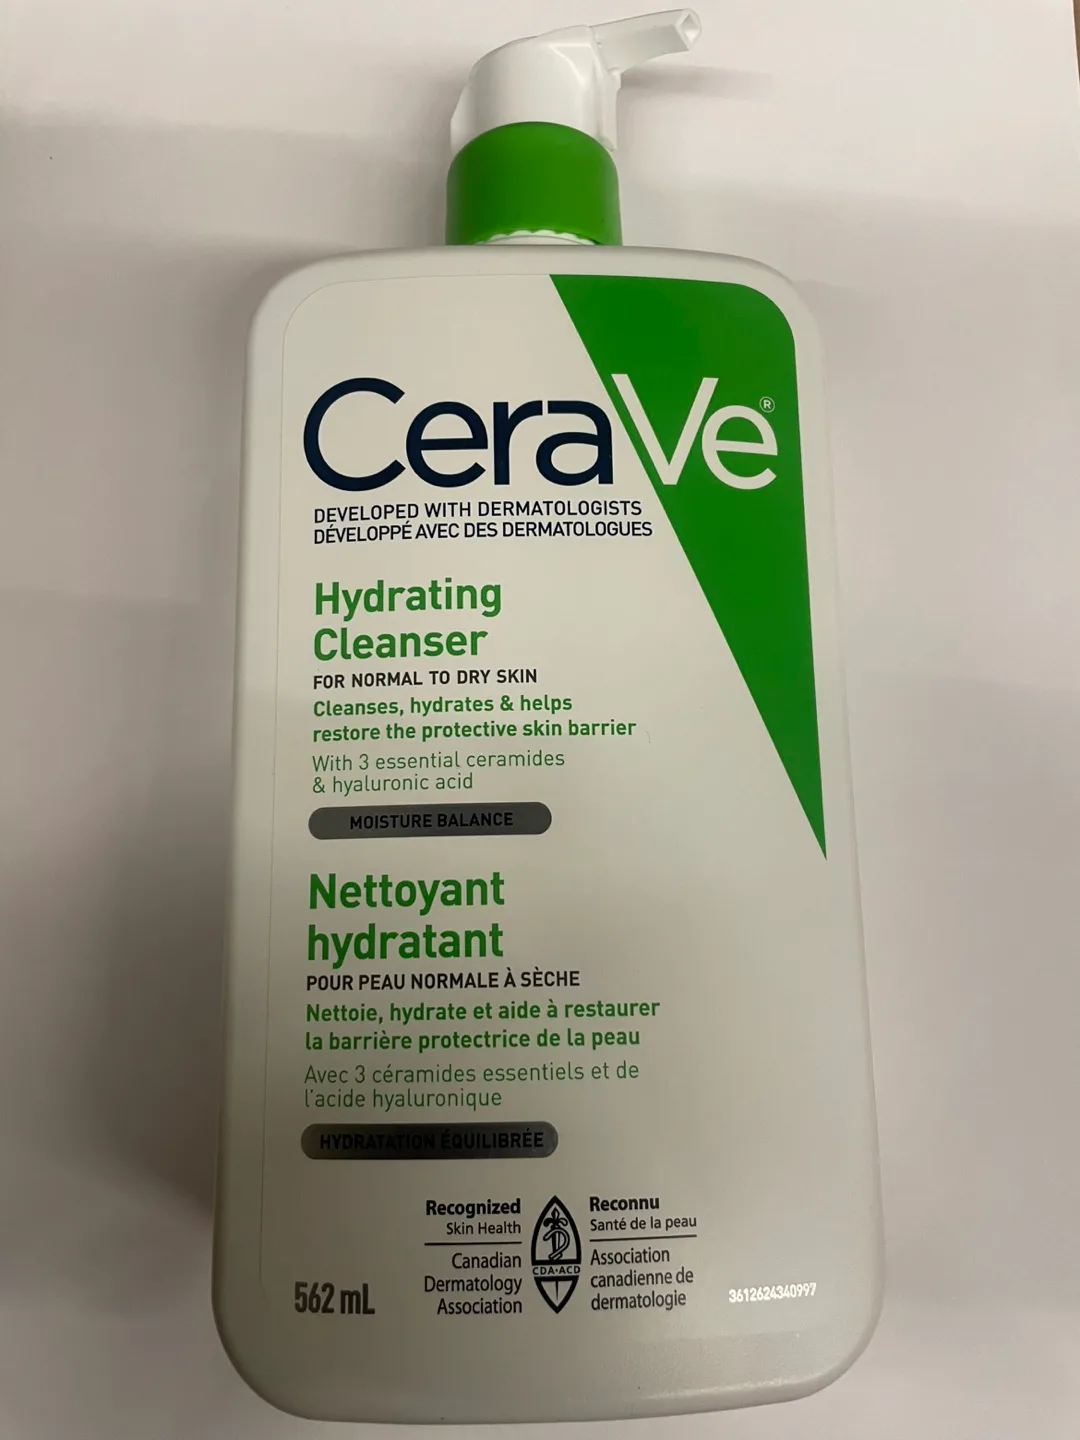 CeraVe®
DEVELOPED WITH DERMATOLOGISTS
DÉVELOPPÉ AVEC DES DERMATOLOGUES
Hydrating
Cleanser
FOR NORMAL TO DRY SKIN
Cleanses, hydrates & helps
restore the protective skin barrier
With 3 essential ceramides
& hyaluronic acid
MOISTURE BALANCE
Nettoyant
hydratant
POUR PEAU NORMALE À SÈCHE
Nettoie, hydrate et aide à restaurer
la barrière protectrice de la peau
Avec 3 céramides essentiels et de
l'acide hyaluronique
HYDRATATION ÉQUILIBRÉE
Recognized
Skin Health
Canadian
Dermatology
Association
CDA•ACD
Reconnu
Santé de la peau
Association
canadienne de
dermatologie
562 mL
3612624340997